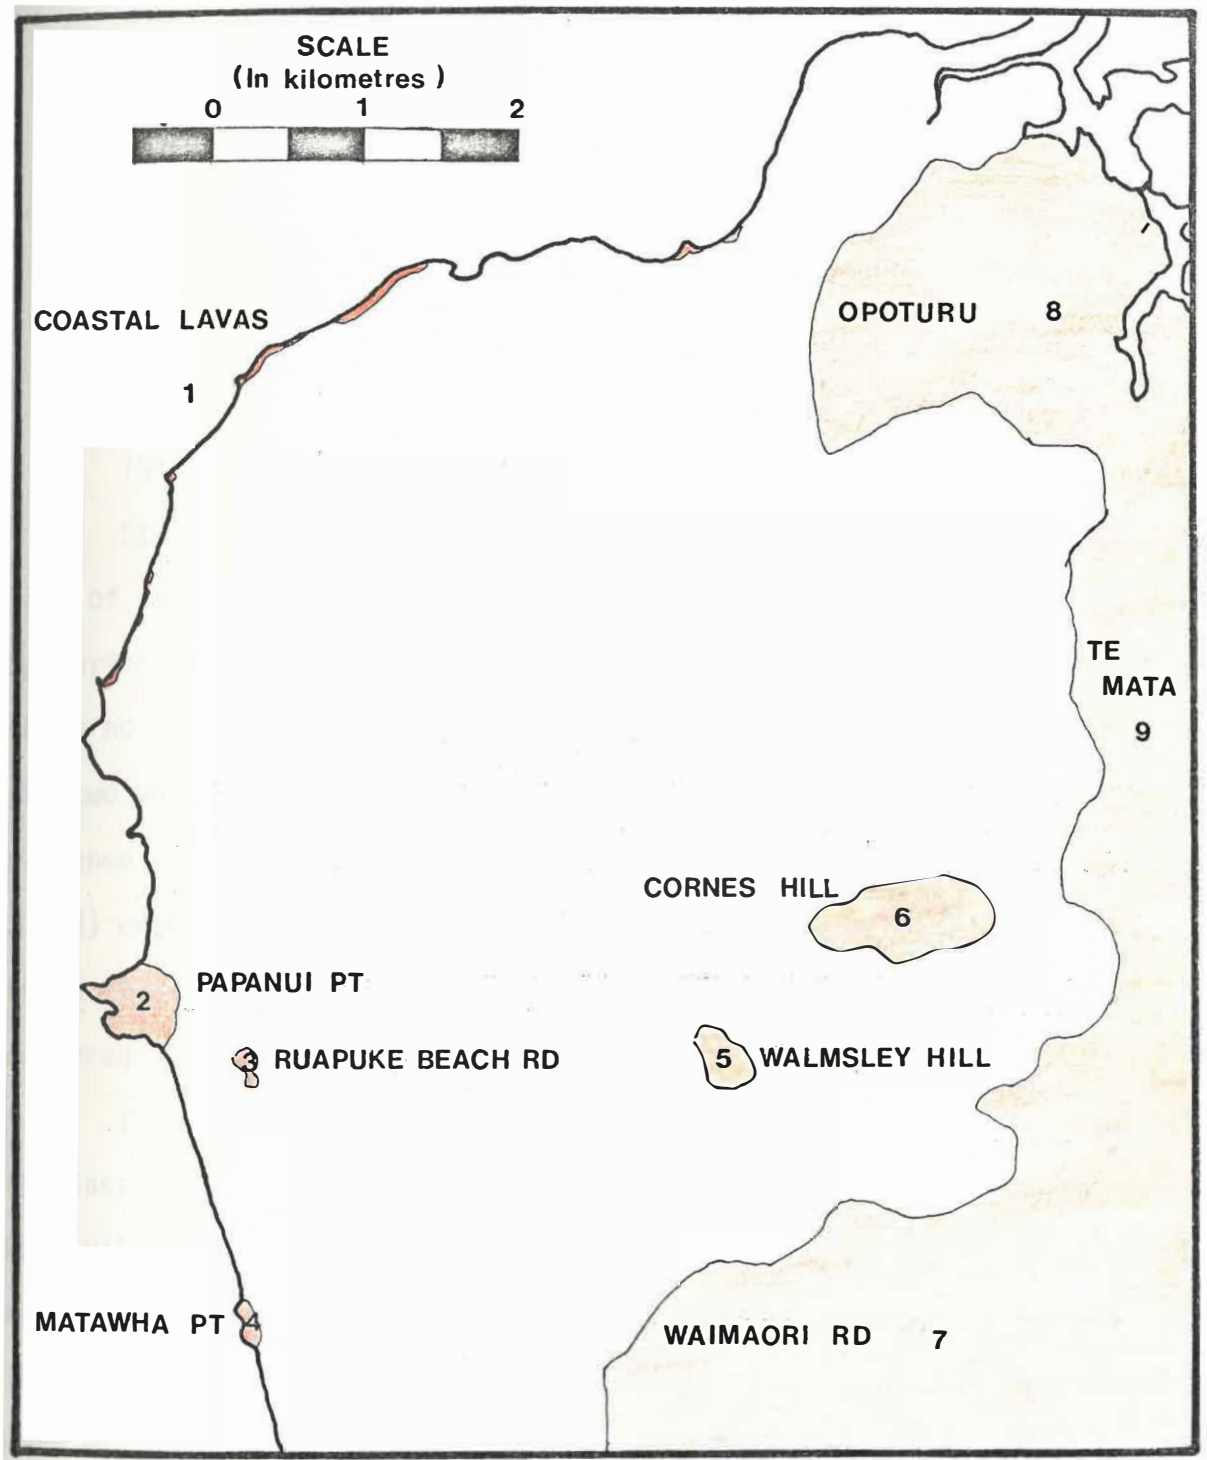 SCALE
(In kilometres )
0 1 2
COASTAL LAVAS
1
OPOTURU 8
TE
MATA
9
CORNES HILL
6
PAPANUI PT
2
3 RUAPUKE BEACH RD
5 WALMSLEY HILL
MATAWHA PT 4
WAIMAORI RD 7